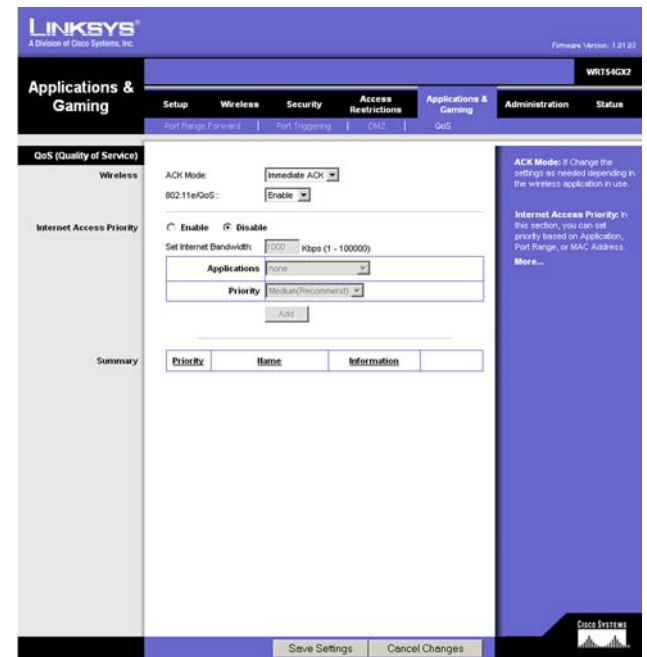 LINKSYS®
A Division of Cisco Systems, Inc.
Firmware Version: 1.01.03
WRT54GX2
Applications & Gaming
Setup Wireless Security Access Restrictions Applications & Gaming Administration Status
Port Range Forward | Port Triggering | DMZ | QoS
QoS (Quality of Service)
Wireless
ACK Mode: Immediate ACK
802.11e/QoS : Enable
Internet Access Priority
Enable Disable
Set Internet Bandwidth: 1000 Kbps (1 - 100000)
Applications none
Priority Medium(Recommend)
Add
Summary
Priority Name Information
ACK Mode: It Change the
settings as needed depending in
the wireless application in use.
Internet Access Priority: In
this section, you can set
priority based on Application,
Port Range, or MAC Address.
More...
CISCO SYSTEMS
Save Settings Cancel Changes